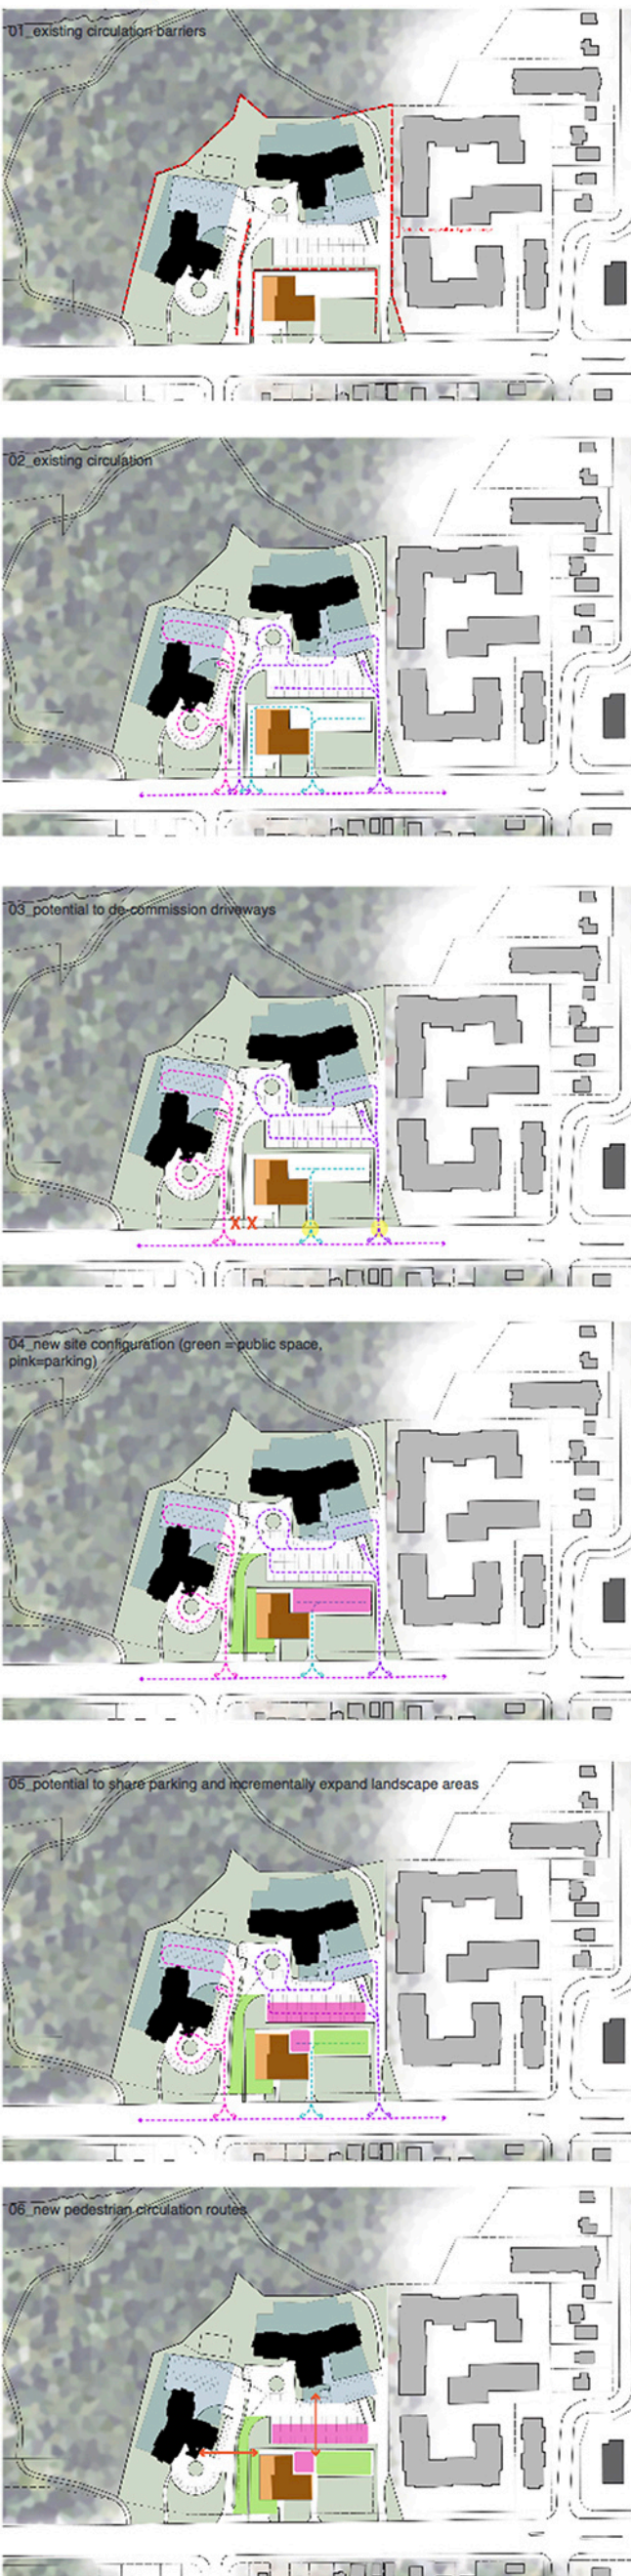 01_existing circulation barriers
02_existing circulation
03_potential to de-commission driveways
X X
04_new site configuration (green = public space,
pink=parking)
05_potential to share parking and incrementally expand landscape areas
06_new pedestrian circulation routes